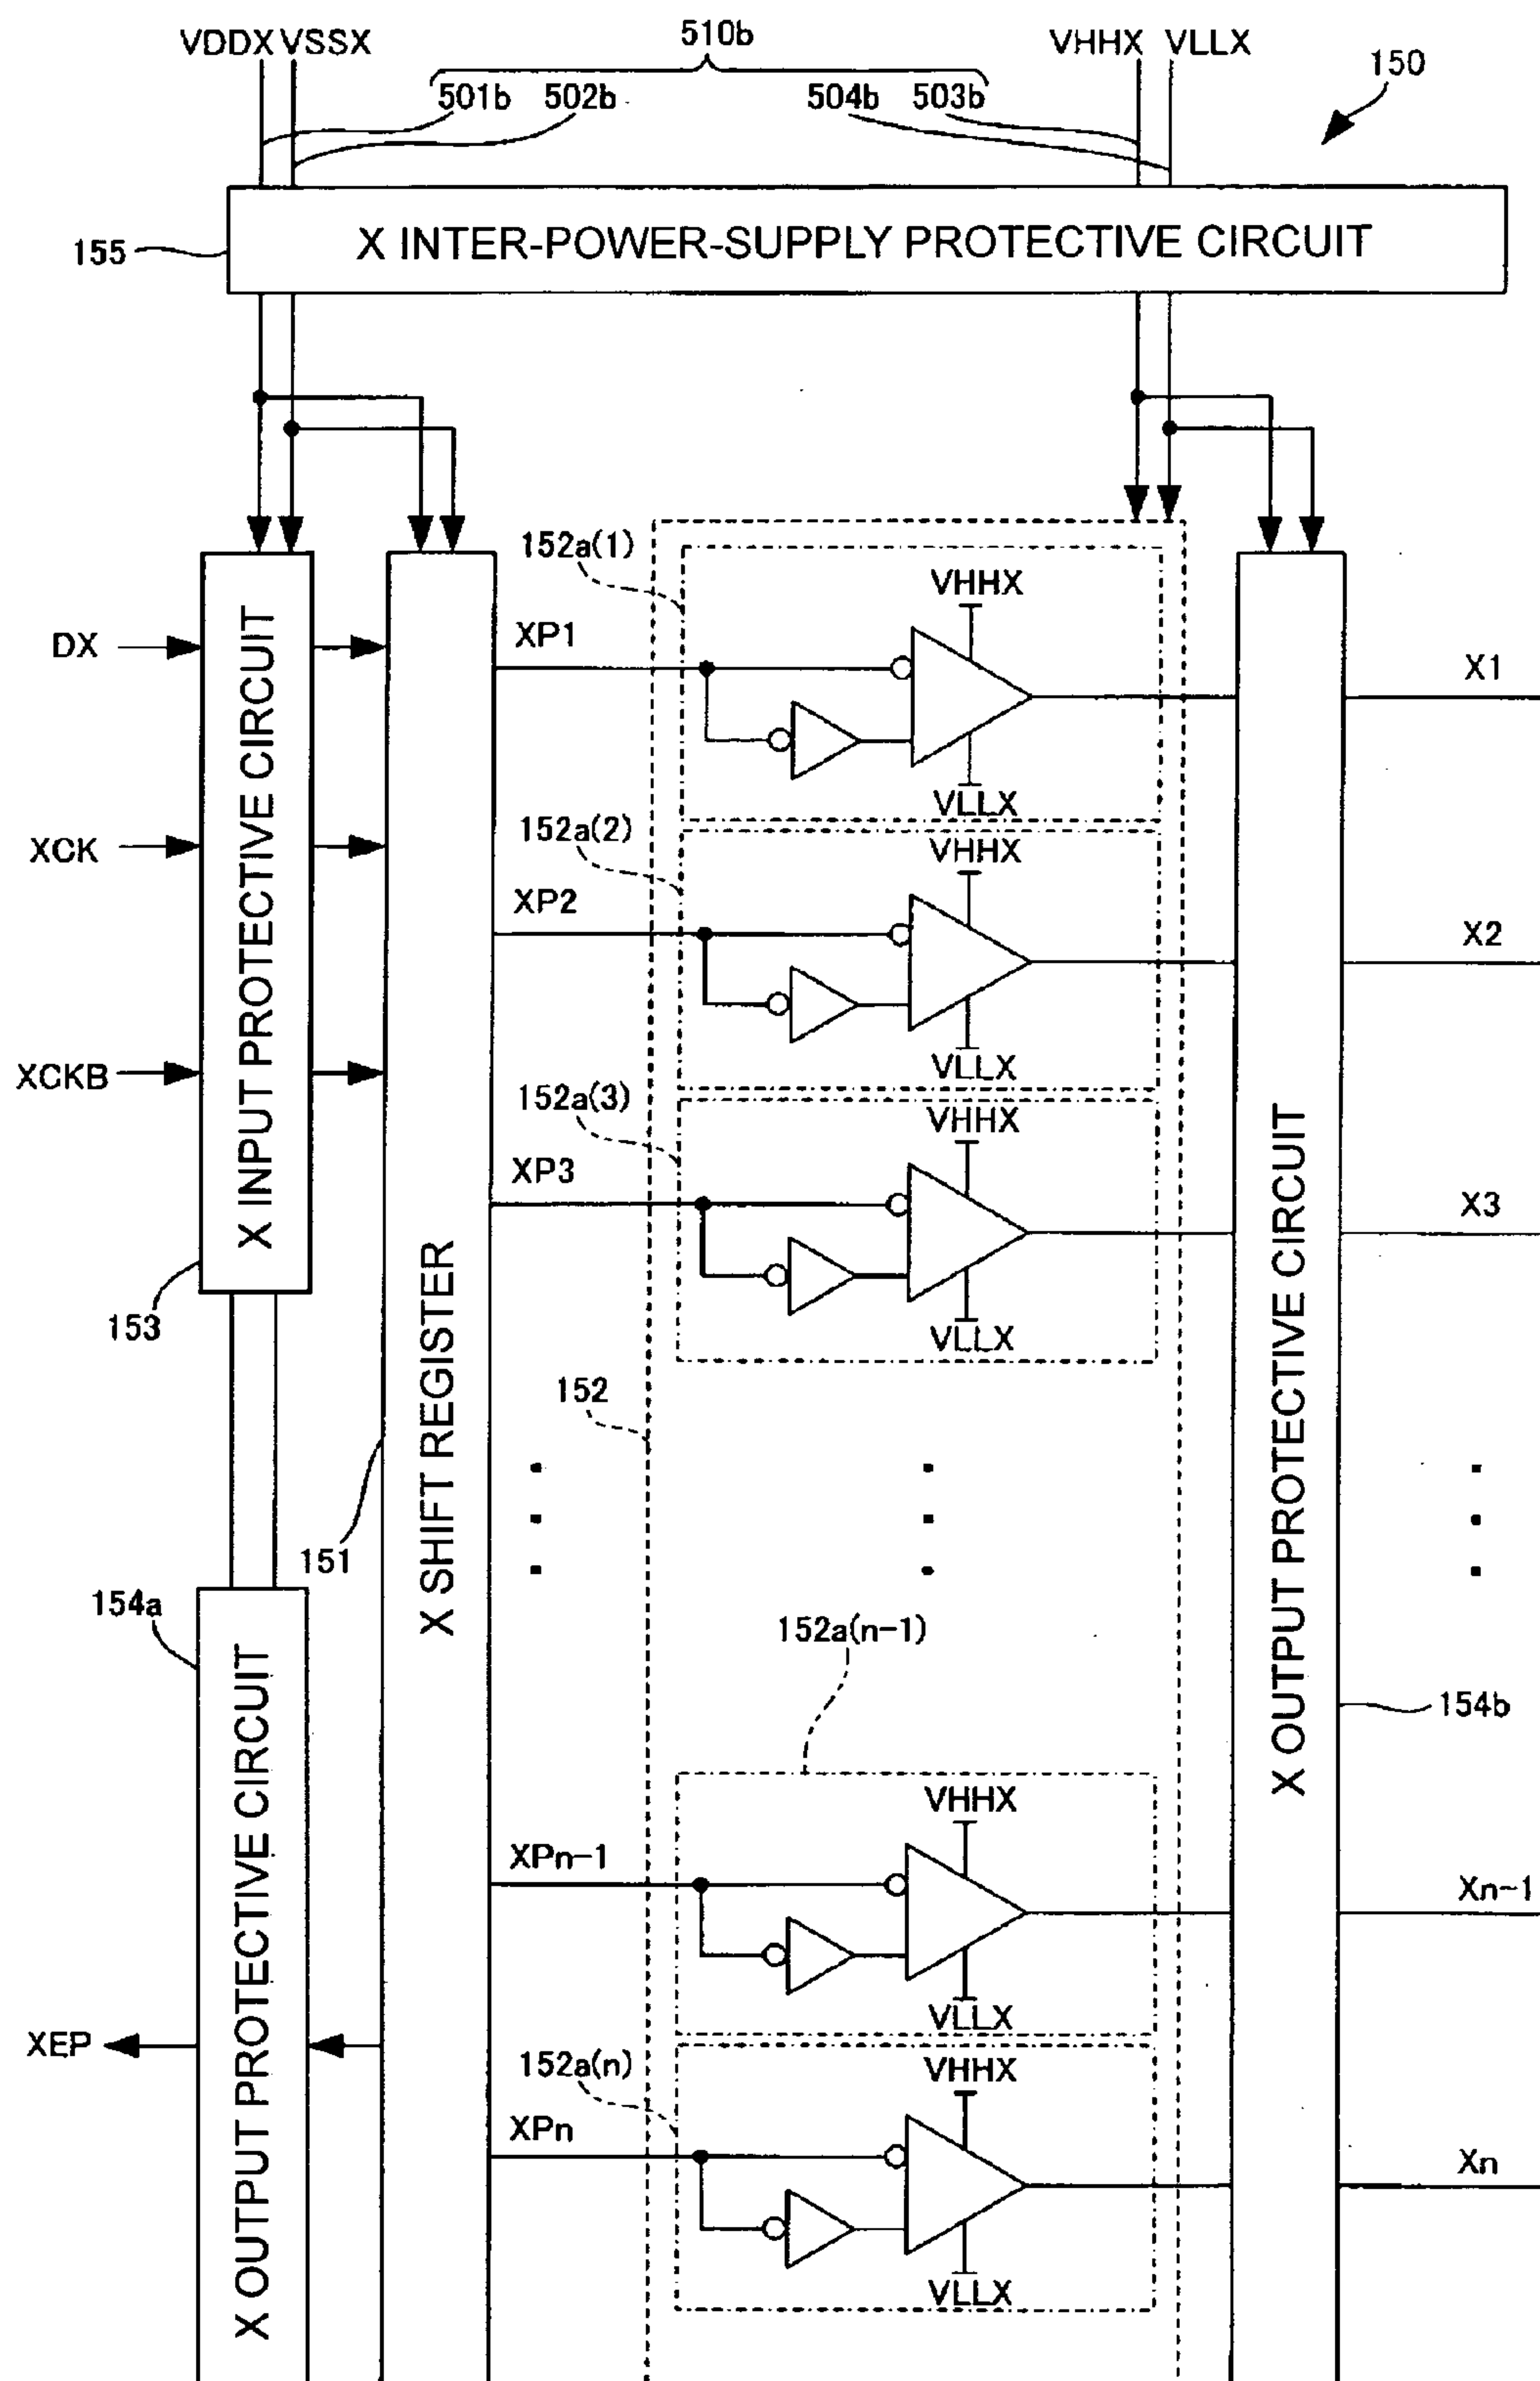 510b
VDDX VSSX
VHHX VLLX
150
501b 502b
504b 503b
155
X INTER-POWER-SUPPLY PROTECTIVE CIRCUIT
152a(1)
VHHX
DX
XP1
X1
VLLX
152a(2)
XCK
VHHX
XP2
X2
VLLX
XCKB
152a(3)
VHHX
XP3
X3
X INPUT PROTECTIVE CIRCUIT
153
VLLX
152
X SHIFT REGISTER
151
X OUTPUT PROTECTIVE CIRCUIT
154a
152a(n-1)
154b
VHHX
XPn-1
Xn-1
VLLX
XEP
152a(n)
VHHX
XPn
Xn
X OUTPUT PROTECTIVE CIRCUIT
VLLX